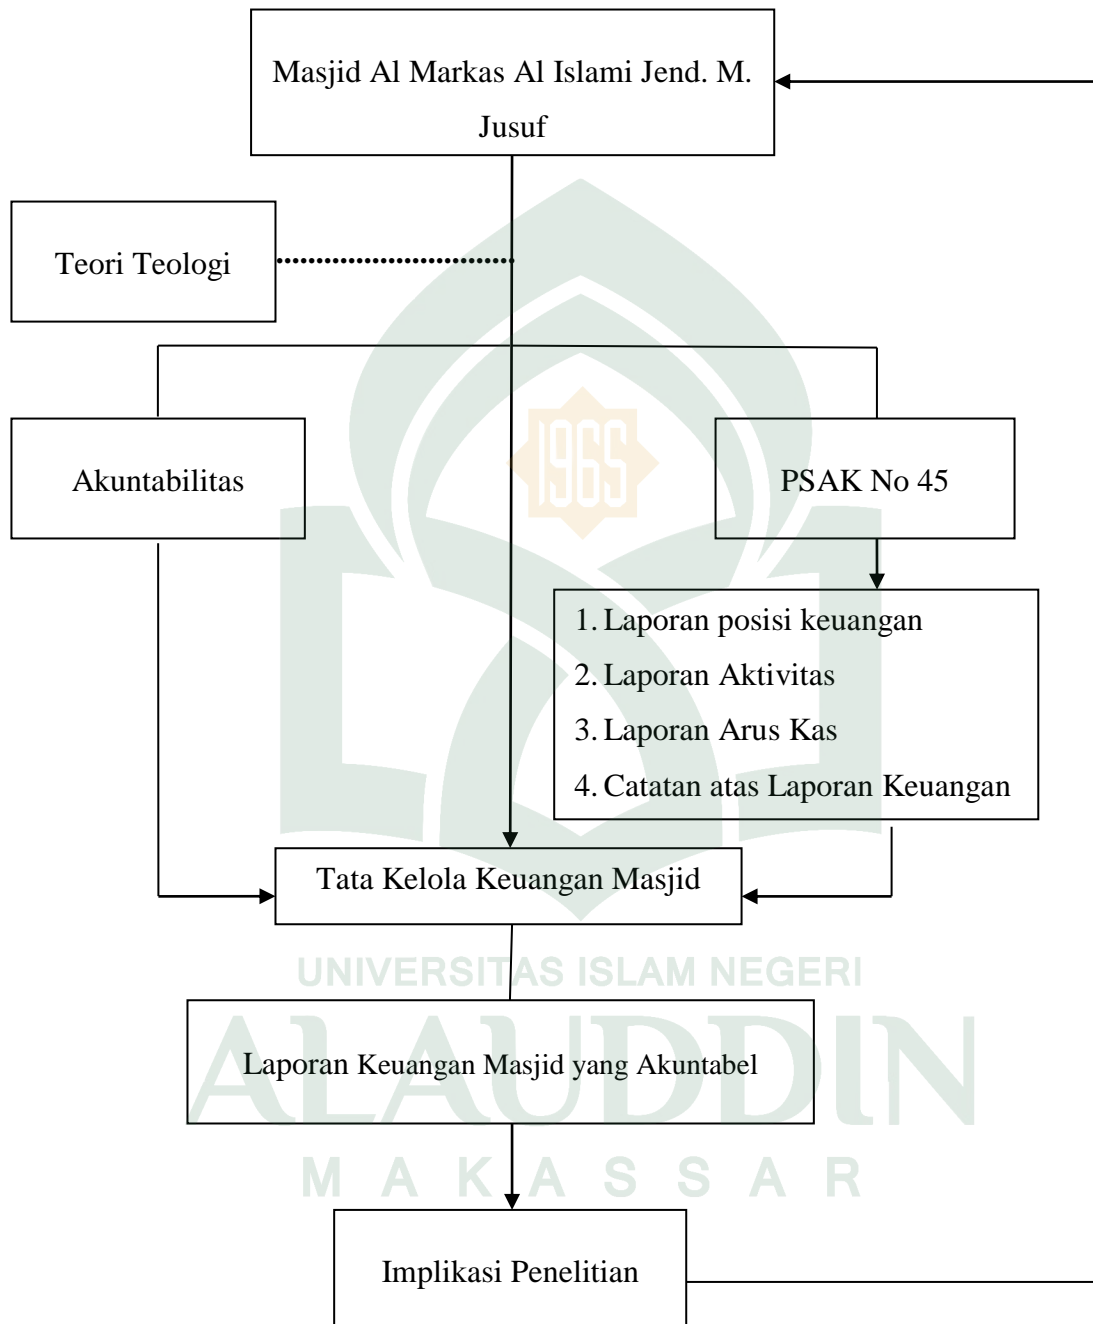 Masjid Al Markas Al Islami Jend. M.
Jusuf
Teori Teologi
Akuntabilitas
1965
PSAK No 45
1. Laporan posisi keuangan
2. Laporan Aktivitas
3. Laporan Arus Kas
4. Catatan atas Laporan Keuangan
Tata Kelola Keuangan Masjid
UNIVERSITAS ISLAM NEGERI
Laporan Keuangan Masjid yang Akuntabel
ALAUDDIN
MAKASSAR
Implikasi Penelitian